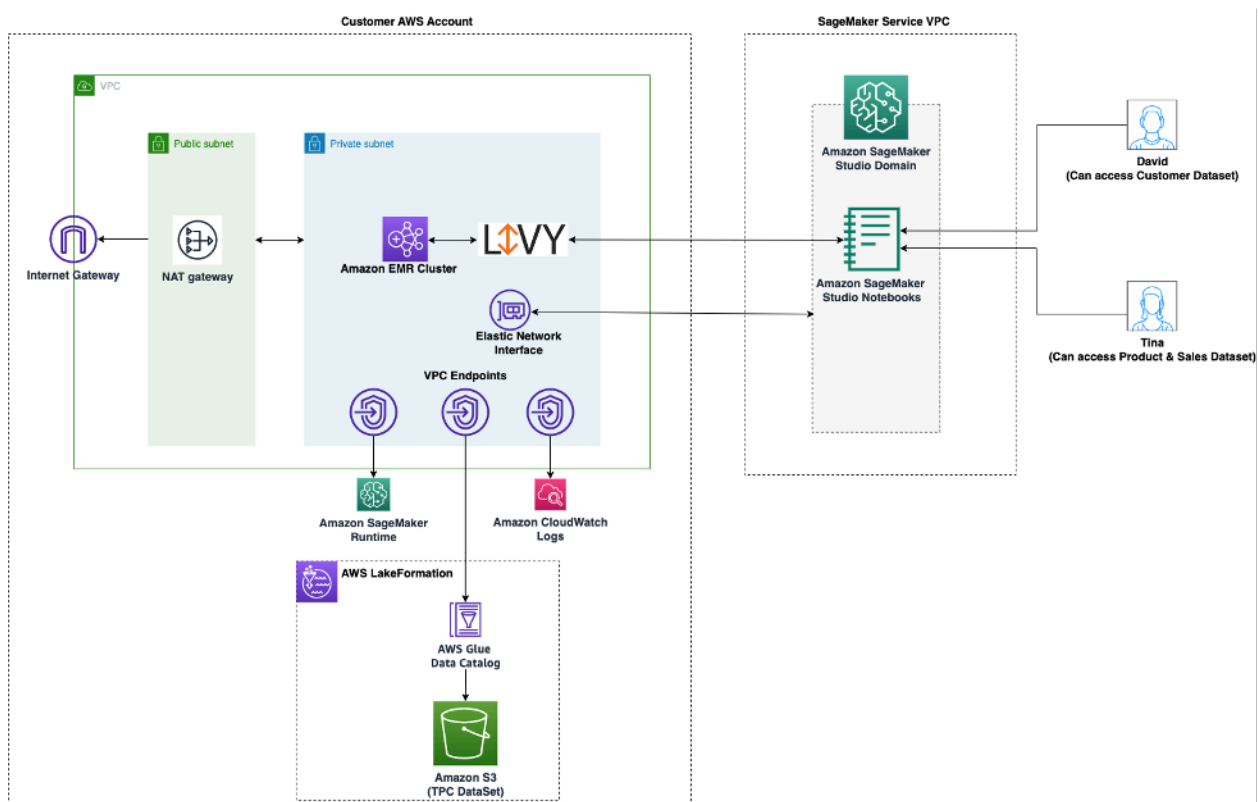 Customer AWS Account
SageMaker Service VPC
VPC
Public subnet
Private subnet
Internet Gateway
NAT gateway
Amazon EMR Cluster
LIVY
Elastic Network
Interface
VPC Endpoints
Amazon SageMaker
Runtime
Amazon CloudWatch
Logs
AWS LakeFormation
AWS Glue
Data Catalog
Amazon S3
(TPC DataSet)
Amazon SageMaker
Studio Domain
Amazon SageMaker
Studio Notebooks
David
(Can access Customer Dataset)
Tina
(Can access Product & Sales Dataset)